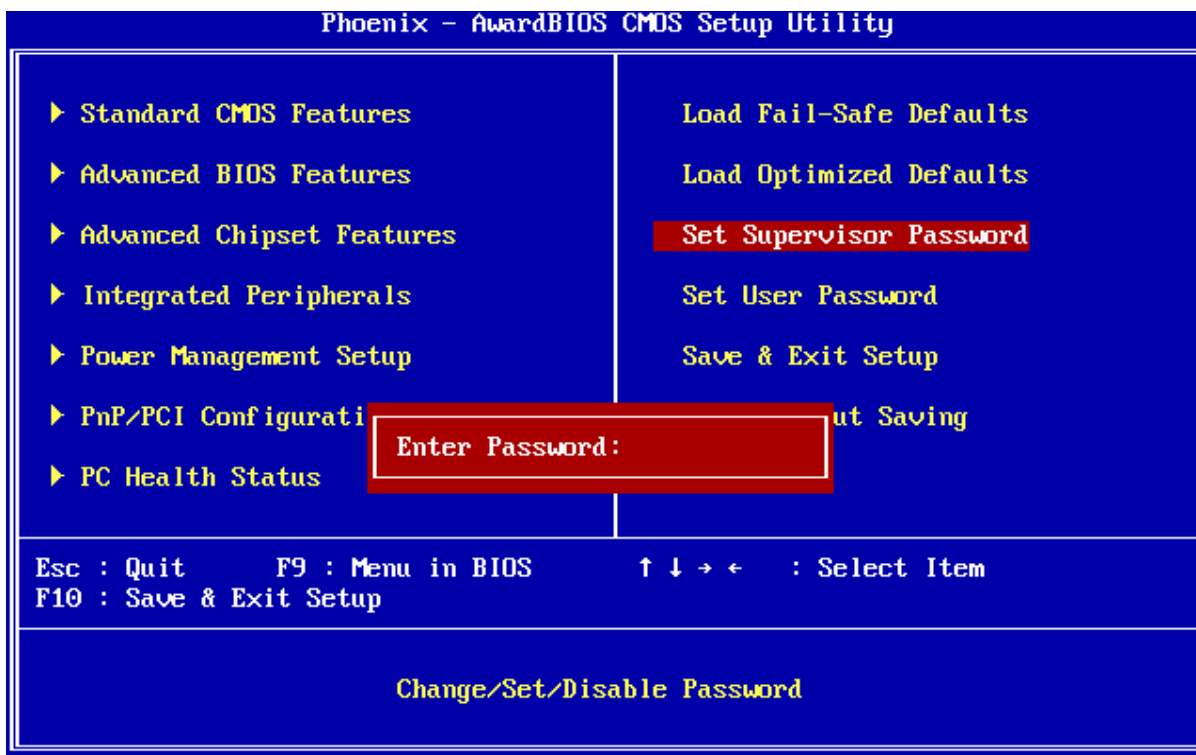 Phoenix - AwardBIOS CMOS Setup Utility
Standard CMOS Features
Advanced BIOS Features
Advanced Chipset Features
Integrated Peripherals
Power Management Setup
PnP/PCI Configurati
PC Health Status
Load Fail-Safe Defaults
Load Optimized Defaults
Set Supervisor Password
Set User Password
Save & Exit Setup
ut Saving
Enter Password:
Esc : Quit F9 : Menu in BIOS ↑ ↓ → ← : Select Item
F10 : Save & Exit Setup
Change/Set/Disable Password